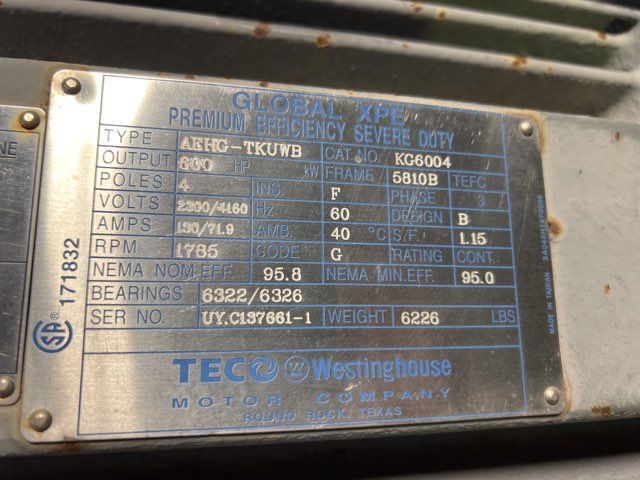 GLOBAL XPE
PREMIUM EFFICIENCY SEVERE DUTY
TYPE AEHG-TKUWB CAT.NO. KG6004
OUTPUT 600 HP kW FRAME 5810B TEFC
POLES 4 INS. F PHASE 3
VOLTS 2300/4160 Hz 60 DESIGN B
AMPS 130/71.9 AMB. 40 °C S/F. 1.15
RPM 1785 CODE G RATING CONT.
NEMA NOM.EFF. 95.8 NEMA MIN.EFF. 95.0
BEARINGS 6322/6326
SER NO. UY.C137661-1 WEIGHT 6226 LBS
TECO W Westinghouse
MOTOR COMPANY
ROUND ROCK, TEXAS
SA 171832
MADE IN TAIWAN
NE